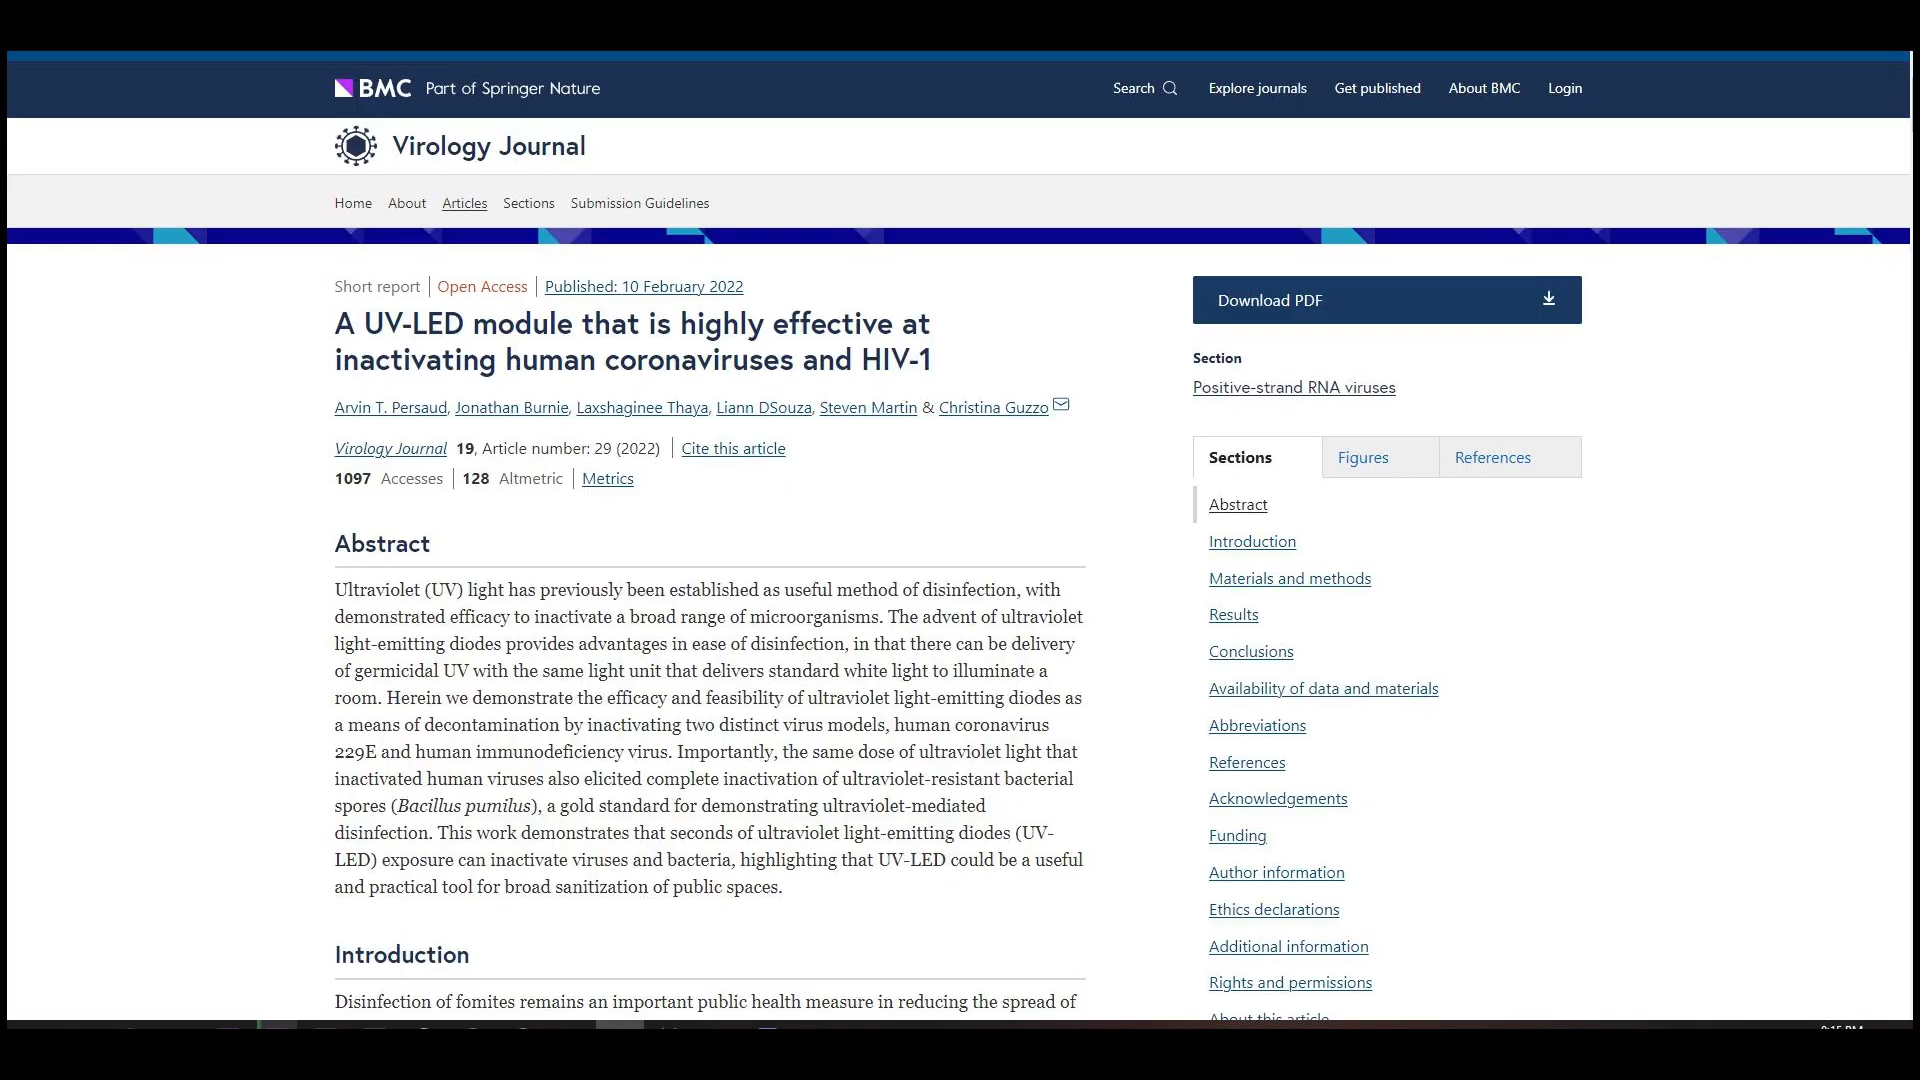 BMC Part of Springer Nature
Search Explore journals Get published About BMC Login
Virology Journal
Home About Articles Sections Submission Guidelines
Short report Open Access Published: 10 February 2022
A UV-LED module that is highly effective at
inactivating human coronaviruses and HIV-1
Arvin T. Persaud, Jonathan Burnie, Laxshaginee Thaya, Liann DSouza, Steven Martin & Christina Guzzo
Virology Journal 19, Article number: 29 (2022) Cite this article
1097 Accesses 128 Altmetric Metrics
Abstract
Ultraviolet (UV) light has previously been established as useful method of disinfection, with
demonstrated efficacy to inactivate a broad range of microorganisms. The advent of ultraviolet
light-emitting diodes provides advantages in ease of disinfection, in that there can be delivery
of germicidal UV with the same light unit that delivers standard white light to illuminate a
room. Herein we demonstrate the efficacy and feasibility of ultraviolet light-emitting diodes as
a means of decontamination by inactivating two distinct virus models, human coronavirus
229E and human immunodeficiency virus. Importantly, the same dose of ultraviolet light that
inactivated human viruses also elicited complete inactivation of ultraviolet-resistant bacterial
spores (Bacillus pumilus), a gold standard for demonstrating ultraviolet-mediated
disinfection. This work demonstrates that seconds of ultraviolet light-emitting diodes (UV-
LED) exposure can inactivate viruses and bacteria, highlighting that UV-LED could be a useful
and practical tool for broad sanitization of public spaces.
Introduction
Disinfection of fomites remains an important public health measure in reducing the spread of
Download PDF
Section
Positive-strand RNA viruses
Sections Figures References
Abstract
Introduction
Materials and methods
Results
Conclusions
Availability of data and materials
Abbreviations
References
Acknowledgements
Funding
Author information
Ethics declarations
Additional information
Rights and permissions
About this article